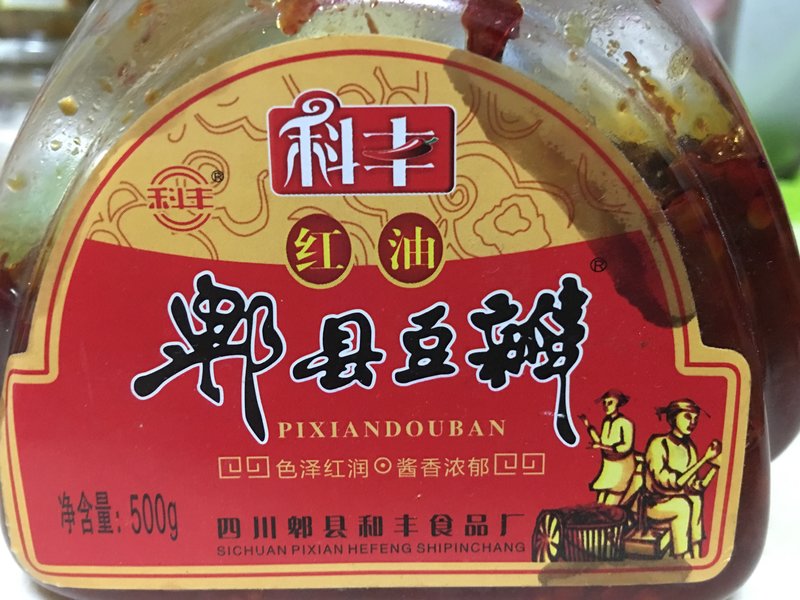 科丰
科丰®
红油
郫县豆瓣®
PIXIANDOUBAN
色泽红润⊙酱香浓郁
净含量: 500g
四川郫县和丰食品厂
SICHUAN PIXIAN HEFENG SHIPINCHANG